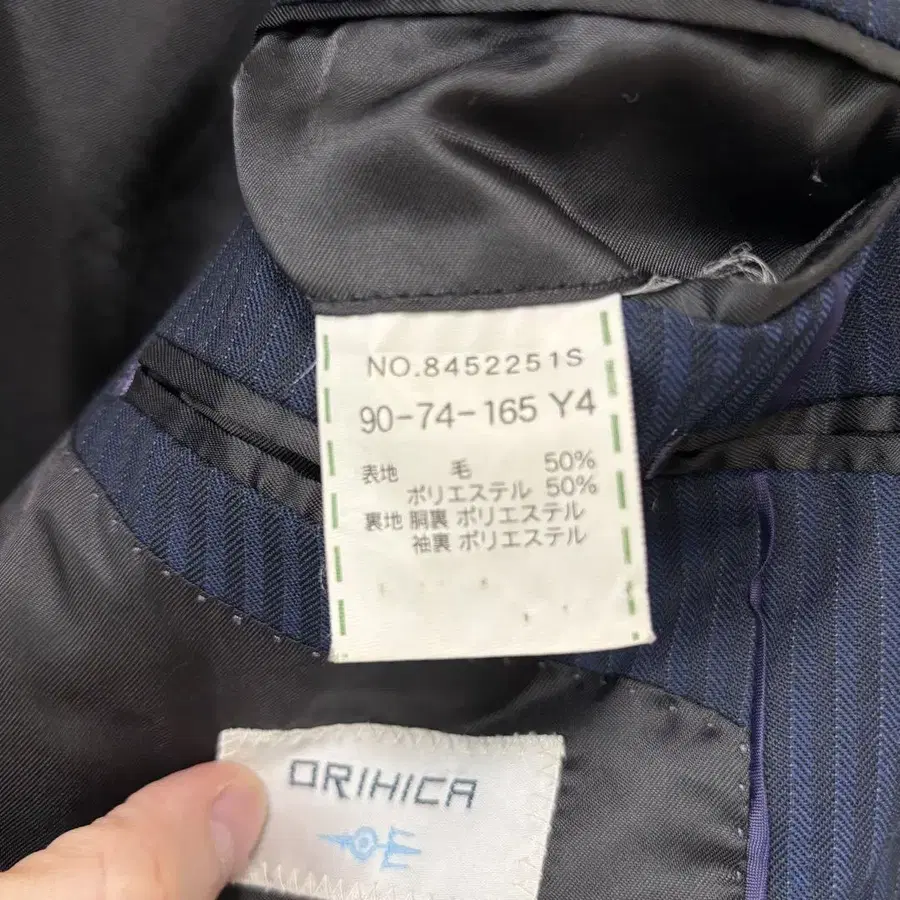 NO.8452251S
90-74-165 Y4
表地 毛 50%
ポリエステル 50%
裏地 胴裏 ポリエステル
袖裏 ポリエステル
ORIHICA